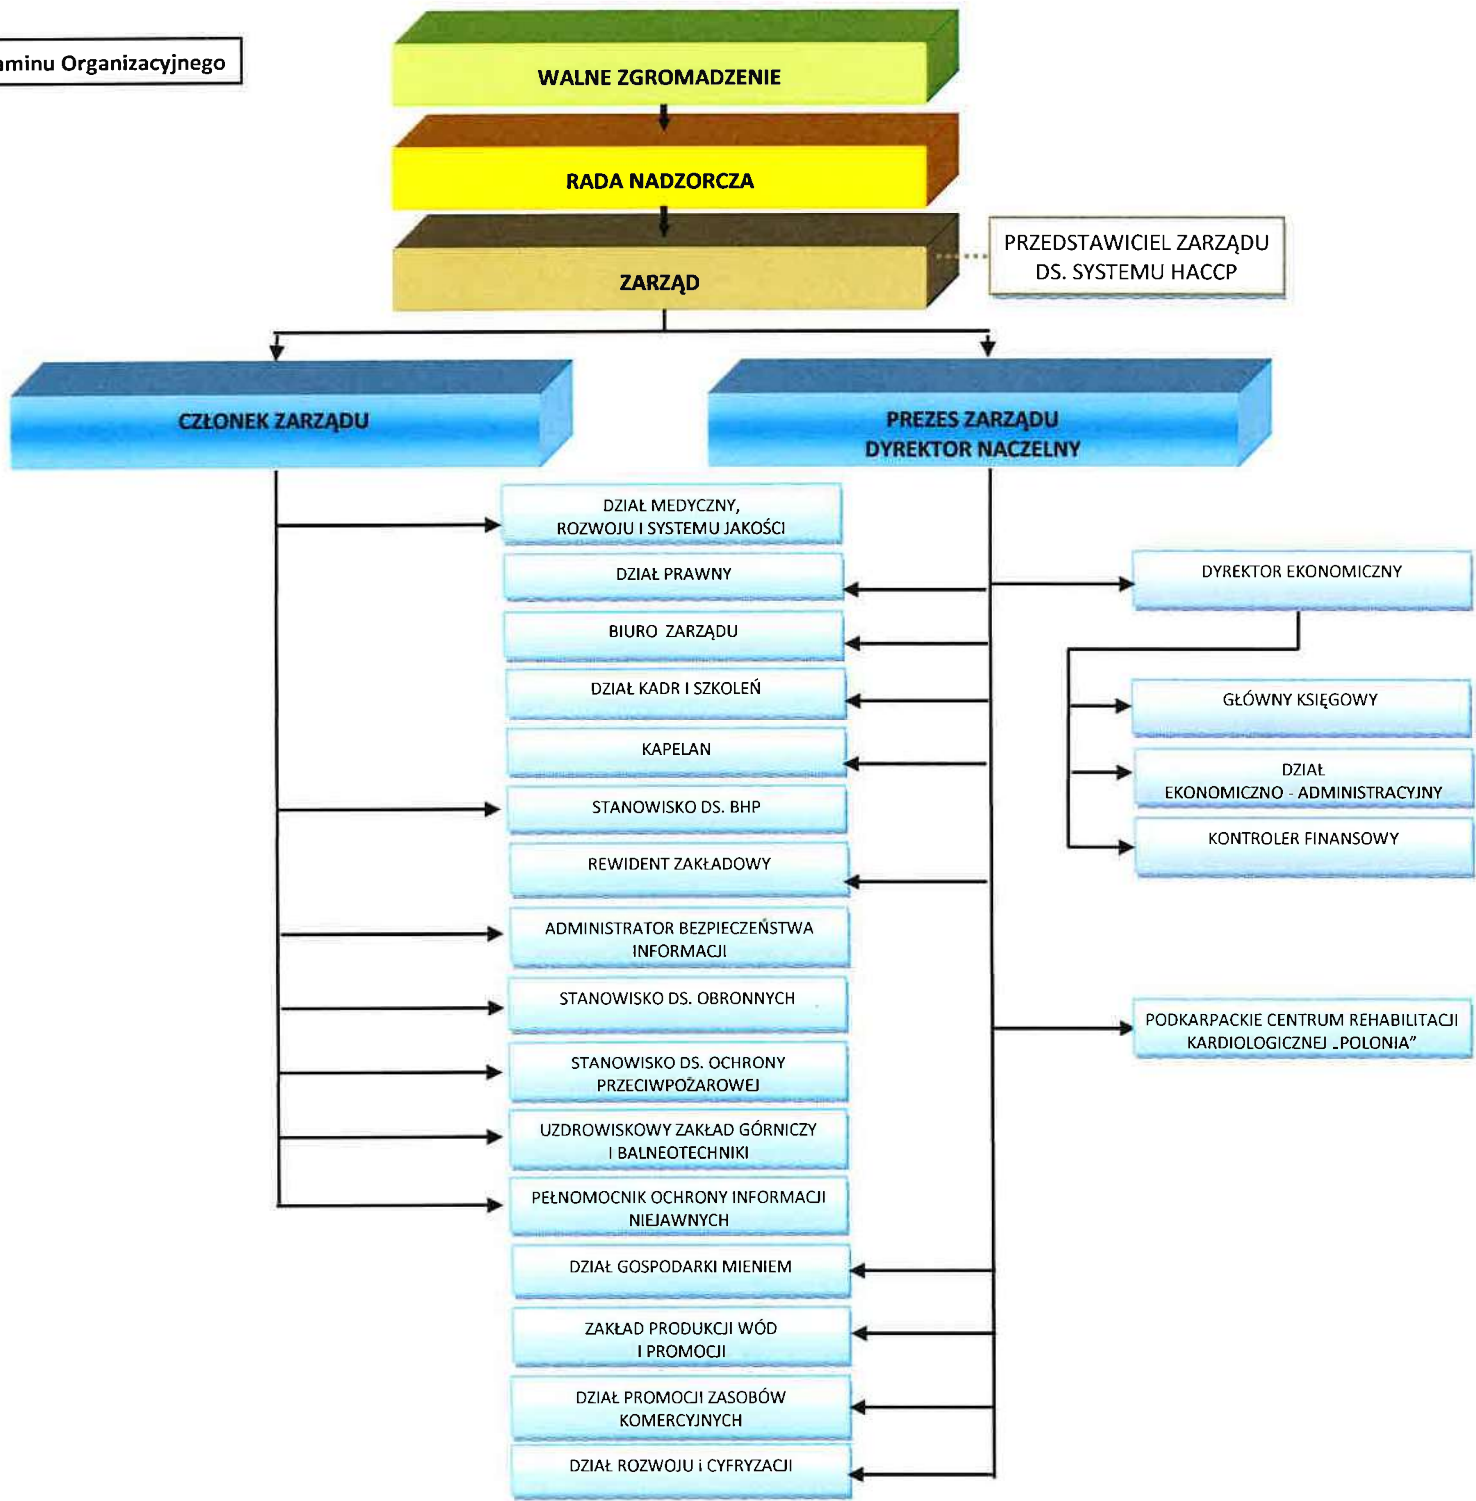 aminu Organizacyjnego
WALNE ZGROMADZENIE
RADA NADZORCZA
ZARZĄD
PRZEDSTAWICIEL ZARZĄDU
DS. SYSTEMU HACCP
CZŁONEK ZARZĄDU
PREZES ZARZĄDU
DYREKTOR NACZELNY
DZIAŁ MEDYCZNY,
ROZWOJU I SYSTEMU JAKOŚCI
DZIAŁ PRAWNY
BIURO ZARZĄDU
DZIAŁ KADR I SZKOLEŃ
KAPELAN
STANOWISKO DS. BHP
REWIDENT ZAKŁADOWY
ADMINISTRATOR BEZPIECZEŃSTWA
INFORMACJI
STANOWISKO DS. OBRONNYCH
STANOWISKO DS. OCHRONY
PRZECIWPOŻAROWEJ
UZDROWISKOWY ZAKŁAD GÓRNICZY
I BALNEOTECHNIKI
PEŁNOMOCNIK OCHRONY INFORMACJI
NIEJAWNYCH
DZIAŁ GOSPODARKI MIENIEM
ZAKŁAD PRODUKCJI WÓD
I PROMOCJI
DZIAŁ PROMOCJI ZASOBÓW
KOMERCYJNYCH
DZIAŁ ROZWOJU i CYFRYZACJI
DYREKTOR EKONOMICZNY
GŁÓWNY KSIĘGOWY
DZIAŁ
EKONOMICZNO - ADMINISTRACYJNY
KONTROLER FINANSOWY
PODKARPACKIE CENTRUM REHABILITACJI
KARDIOLOGICZNEJ „POLONIA”